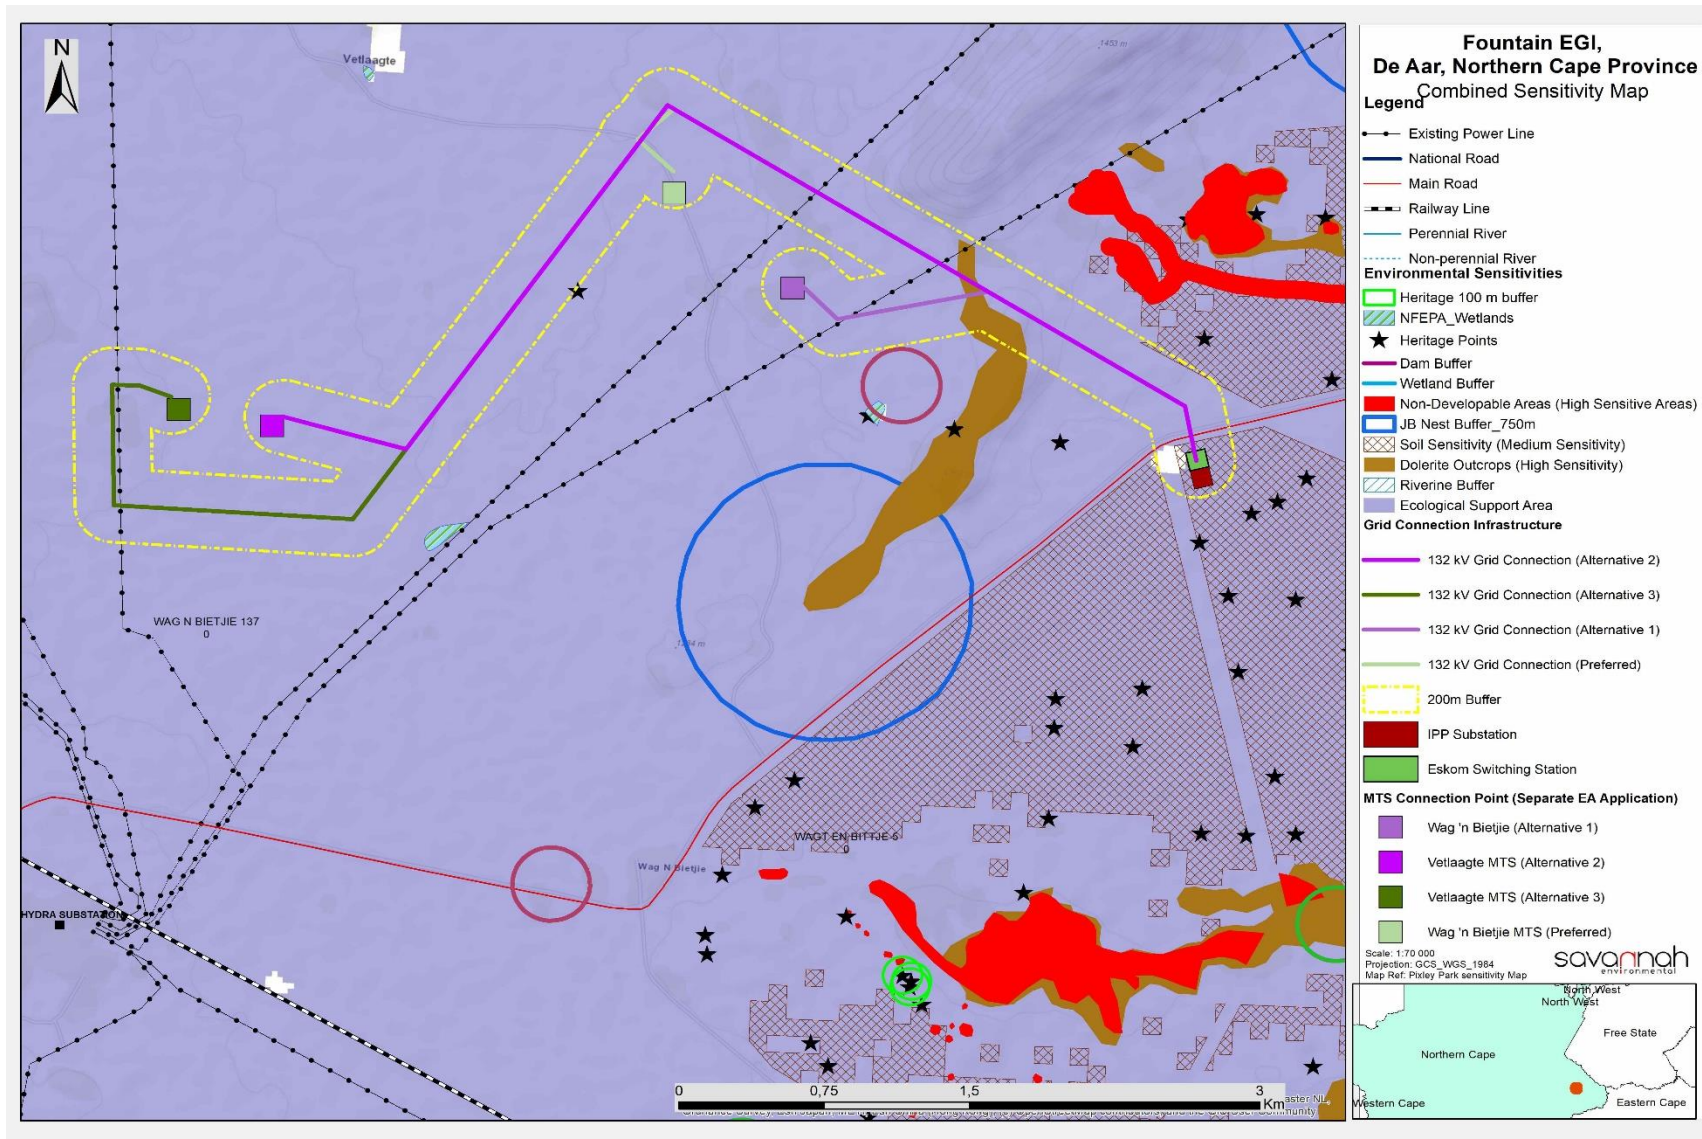 Fountain EGI,
De Aar, Northern Cape Province
Combined Sensitivity Map
Legend
Existing Power Line
National Road
Main Road
Railway Line
Perennial River
Non-perennial River
Environmental Sensitivities
Heritage 100 m buffer
NFEPA_Wetlands
Heritage Points
Dam Buffer
Wetland Buffer
Non-Developable Areas (High Sensitive Areas)
JB Nest Buffer_750m
Soil Sensitivity (Medium Sensitivity)
Dolerite Outcrops (High Sensitivity)
Riverine Buffer
Ecological Support Area
Grid Connection Infrastructure
132 kV Grid Connection (Alternative 2)
132 kV Grid Connection (Alternative 3)
132 kV Grid Connection (Alternative 1)
132 kV Grid Connection (Preferred)
200m Buffer
IPP Substation
Eskom Switching Station
MTS Connection Point (Separate EA Application)
Wag 'n Bietjie (Alternative 1)
Vetlaagte MTS (Alternative 2)
Vetlaagte MTS (Alternative 3)
Wag 'n Bietjie MTS (Preferred)
Scale: 1:70 000
Projection: GCS_WGS_1984
Map Ref: Pixley Park sensitivity Map
savannah
environmental
North West
North West
Free State
Northern Cape
Western Cape
Eastern Cape
N
Vetlaagte
1453 m
WAG N BIETJIE 137
0
WAGT EN BITTJE 5
0
Wag N Bietjie
HYDRA SUBSTATION
0
0,75
1,5
3
Km